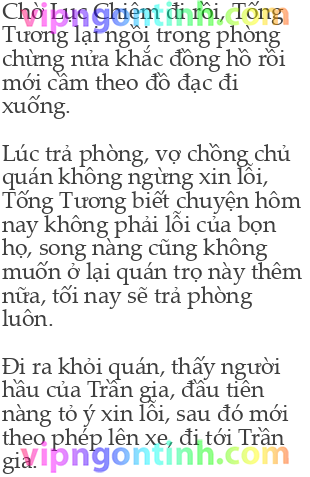 Chờ Lục Chiêm đi rồi, Tống
Tương lại ngồi trong phòng
chừng nửa khắc đồng hồ rồi
mới cầm theo đồ đạc đi
xuống.
Lúc trả phòng, vợ chồng chủ
quán không ngừng xin lỗi,
Tống Tương biết chuyện hôm
nay không phải lỗi của bọn
họ, song nàng cũng không
muốn ở lại quán trọ này thêm
nữa, tối nay sẽ trả phòng
luôn.
Đi ra khỏi quán, thấy người
hầu của Trần gia, đầu tiên
nàng tỏ ý xin lỗi, sau đó mới
theo phép lên xe, đi tới Trần
gia.
vipngontinh.com
vipngontinh.com